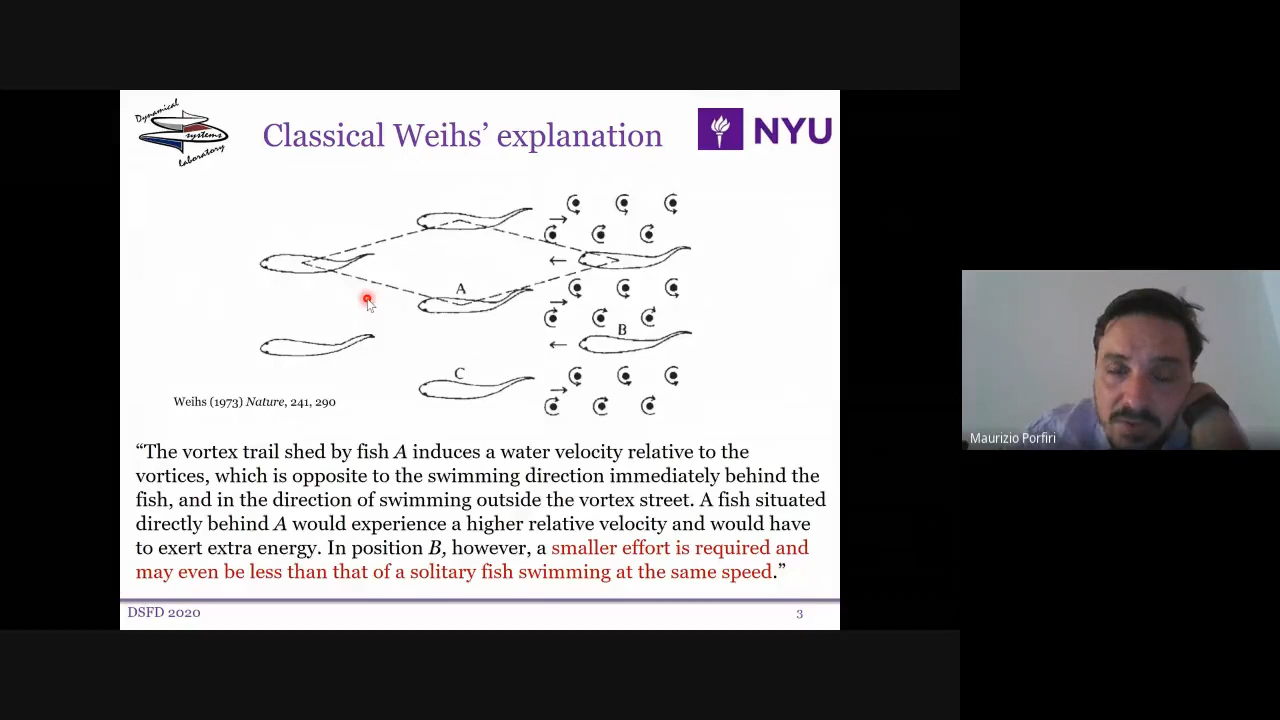 Dynamical
systems
Laboratory
Classical Weihs’ explanation
NYU
A
B
C
Weihs (1973) Nature, 241, 290
“The vortex trail shed by fish A induces a water velocity relative to the
vortices, which is opposite to the swimming direction immediately behind the
fish, and in the direction of swimming outside the vortex street. A fish situated
directly behind A would experience a higher relative velocity and would have
to exert extra energy. In position B, however, a smaller effort is required and
may even be less than that of a solitary fish swimming at the same speed.”
DSFD 2020
3
Maurizio Porfiri